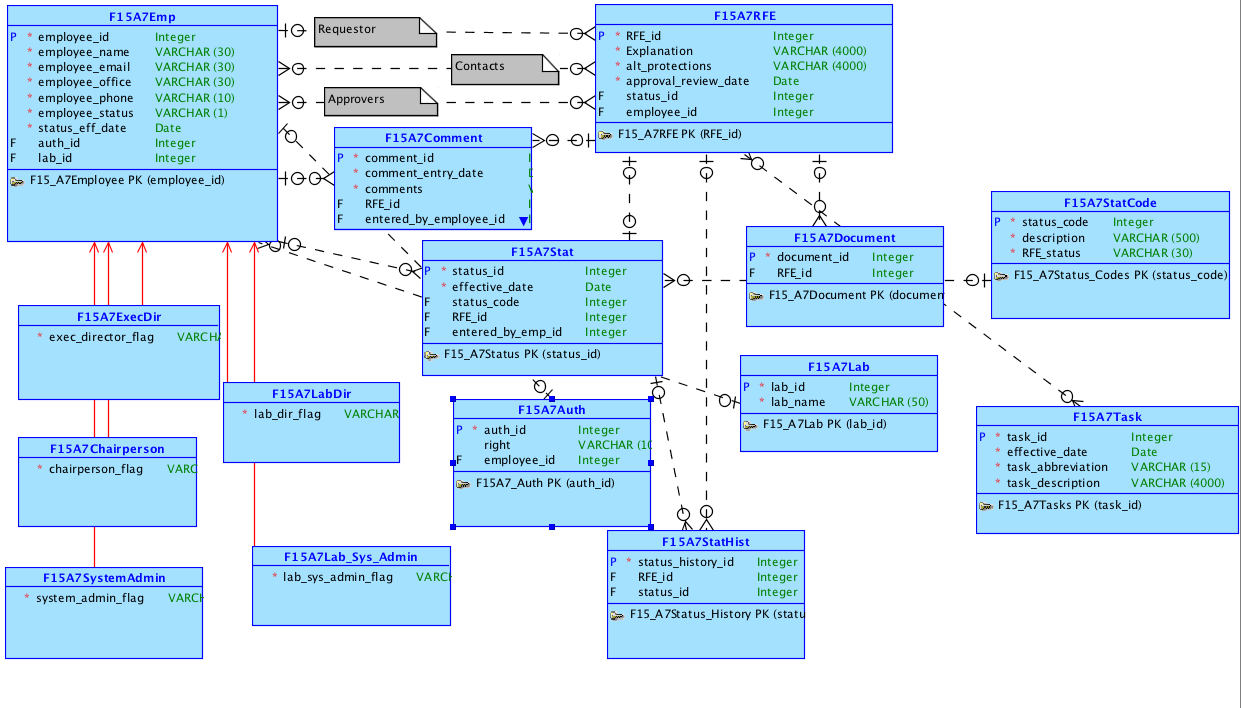 F15A7Emp
P * employee_id Integer
* employee_name VARCHAR (30)
* employee_email VARCHAR (30)
* employee_office VARCHAR (30)
* employee_phone VARCHAR (10)
* employee_status VARCHAR (1)
* status_eff_date Date
F auth_id Integer
F lab_id Integer
F15_A7Employee PK (employee_id)
Requestor
Contacts
Approvers
F15A7RFE
P * RFE_id Integer
* Explanation VARCHAR (4000)
* alt_protections VARCHAR (4000)
* approval_review_date Date
F status_id Integer
F employee_id Integer
F15_A7RFE PK (RFE_id)
F15A7Comment
P * comment_id
* comment_entry_date
* comments
F RFE_id
F entered_by_employee_id
F15A7Stat
P * status_id Integer
* effective_date Date
F status_code Integer
F RFE_id Integer
F entered_by_emp_id Integer
F15_A7Status PK (status_id)
F15A7Document
P * document_id Integer
F RFE_id Integer
F15_A7Document PK (documen
F15A7StatCode
P * status_code Integer
* description VARCHAR (500)
* RFE_status VARCHAR (30)
F15_A7Status_Codes PK (status_code)
F15A7ExecDir
* exec_director_flag VARCHA
F15A7LabDir
* lab_dir_flag VARCHAR
F15A7Auth
P * auth_id Integer
right VARCHAR (10
F employee_id Integer
F15A7_Auth PK (auth_id)
F15A7Lab
P * lab_id Integer
* lab_name VARCHAR (50)
F15_A7Lab PK (lab_id)
F15A7Task
P * task_id Integer
* effective_date Date
* task_abbreviation VARCHAR (15)
* task_description VARCHAR (4000)
F15_A7Tasks PK (task_id)
F15A7Chairperson
* chairperson_flag VARC
F15A7SystemAdmin
* system_admin_flag VARCH
F15A7Lab_Sys_Admin
* lab_sys_admin_flag VARCH
F15A7StatHist
P * status_history_id Integer
F RFE_id Integer
F status_id Integer
F15_A7Status_History PK (statu